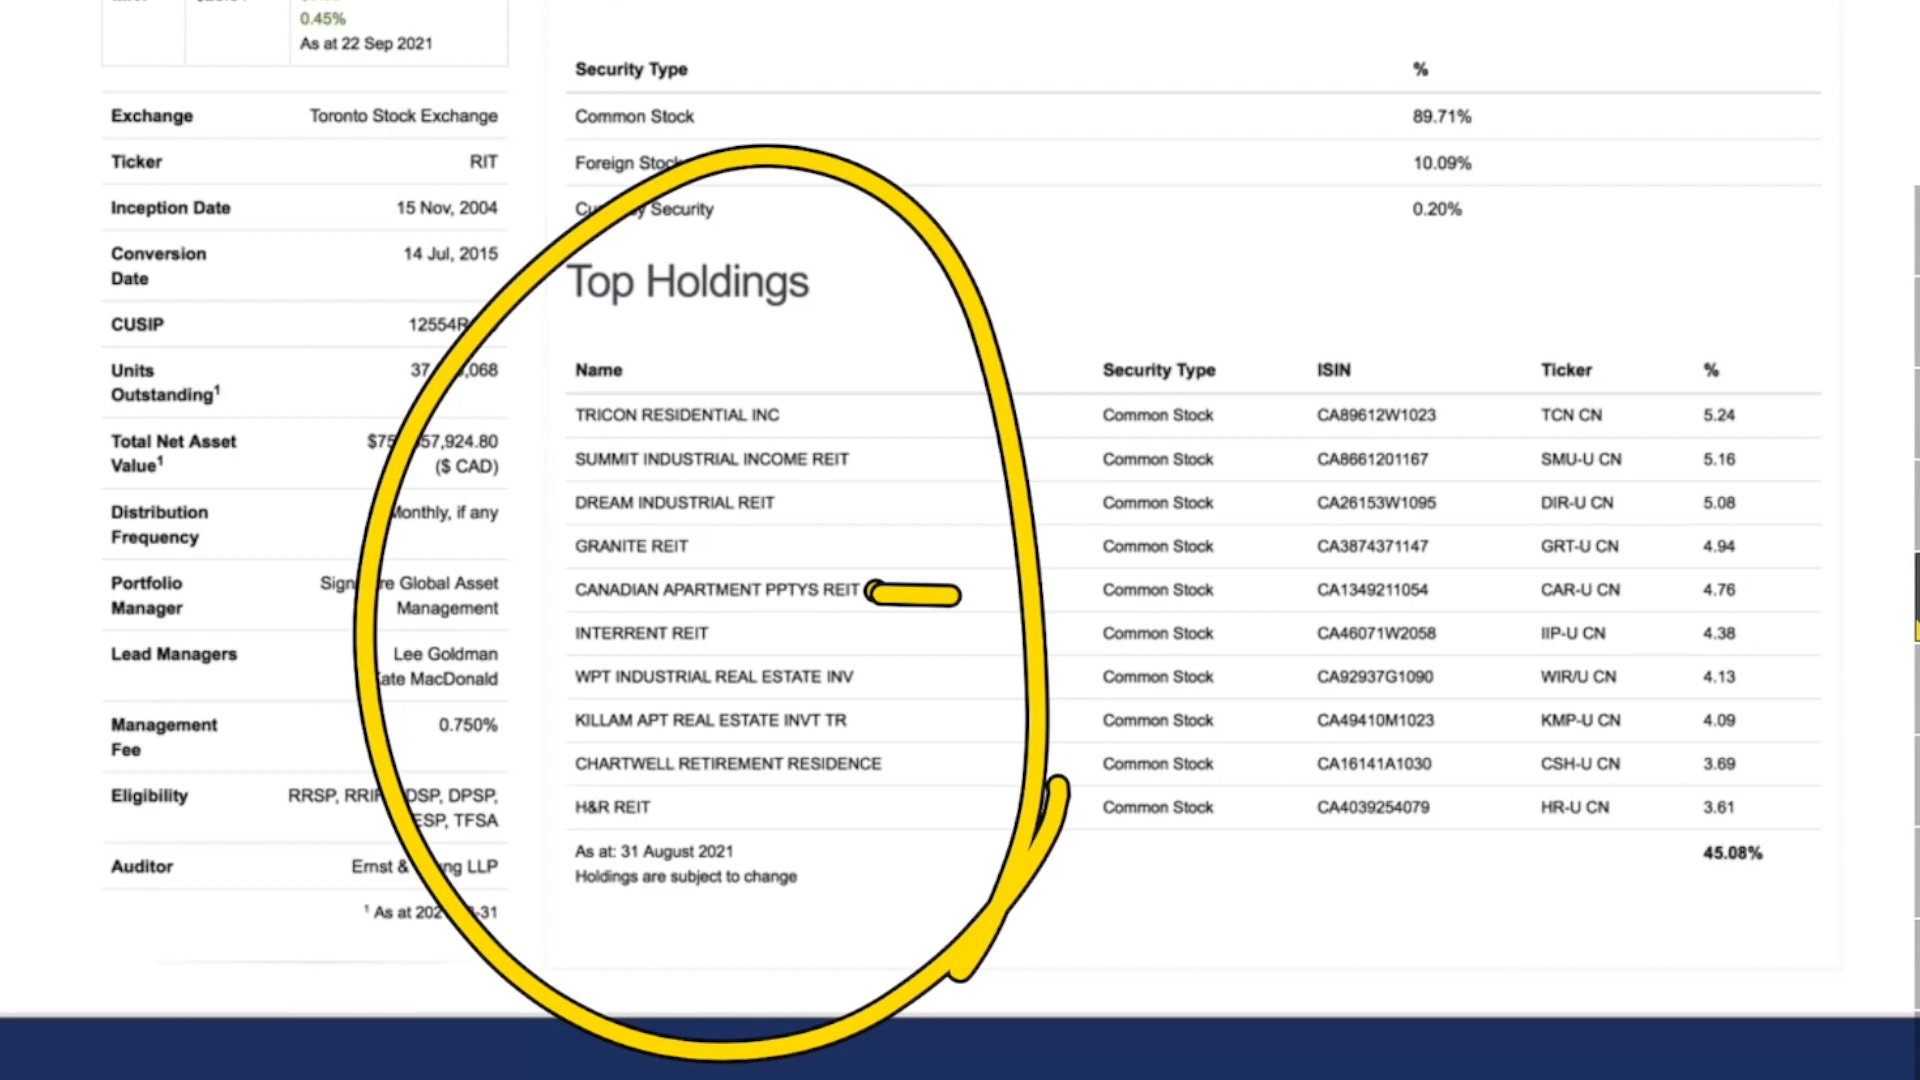 0.45%
As at 22 Sep 2021
Exchange Toronto Stock Exchange
Ticker RIT
Inception Date 15 Nov, 2004
Conversion 14 Jul, 2015
Date
CUSIP
Units
Outstanding¹
Total Net Asset
Value¹ ($ CAD)
Distribution Monthly, if any
Frequency
Portfolio Global Asset
Manager Management
Lead Managers Lee Goldman
MacDonald
Management 0.750%
Fee
Eligibility RRSP, DPSP,
TFSA
Auditor Ernst & LLP
¹ As at
Security Type %
Common Stock 89.71%
Foreign Stock 10.09%
Security 0.20%
Top Holdings
Name Security Type ISIN Ticker %
TRICON RESIDENTIAL INC Common Stock CA89612W1023 TCN CN 5.24
SUMMIT INDUSTRIAL INCOME REIT Common Stock CA8661201167 SMU-U CN 5.16
DREAM INDUSTRIAL REIT Common Stock CA26153W1095 DIR-U CN 5.08
GRANITE REIT Common Stock CA3874371147 GRT-U CN 4.94
CANADIAN APARTMENT PPTYS REIT Common Stock CA1349211054 CAR-U CN 4.76
INTERRENT REIT Common Stock CA46071W2058 IIP-U CN 4.38
WPT INDUSTRIAL REAL ESTATE INV Common Stock CA92937G1090 WIR/U CN 4.13
KILLAM APT REAL ESTATE INVT TR Common Stock CA49410M1023 KMP-U CN 4.09
CHARTWELL RETIREMENT RESIDENCE Common Stock CA16141A1030 CSH-U CN 3.69
H&R REIT Common Stock CA4039254079 HR-U CN 3.61
As at: 31 August 2021 45.08%
Holdings are subject to change